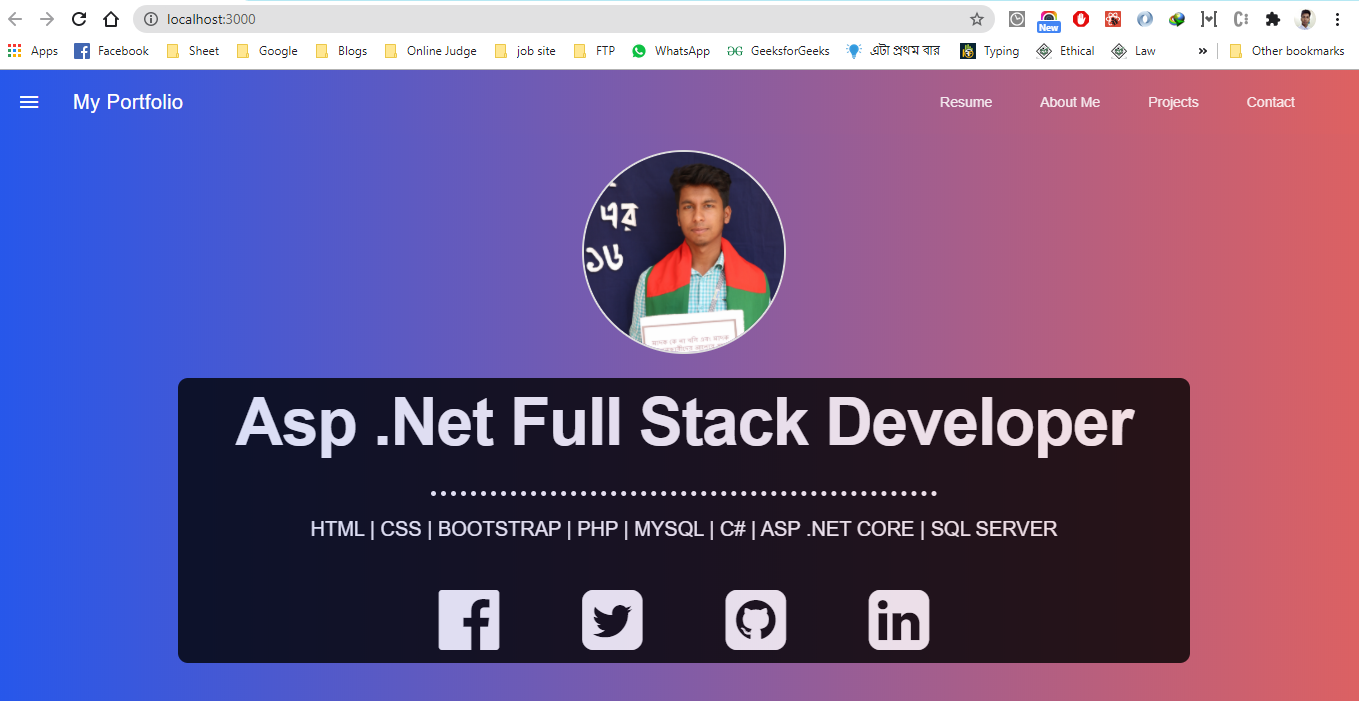 localhost:3000
New
Apps Facebook Sheet Google Blogs Online Judge job site FTP WhatsApp GeeksforGeeks এটা প্রথম বার Typing Ethical Law » Other bookmarks
My Portfolio Resume About Me Projects Contact
এর
১৬
Asp .Net Full Stack Developer
HTML | CSS | BOOTSTRAP | PHP | MYSQL | C# | ASP .NET CORE | SQL SERVER